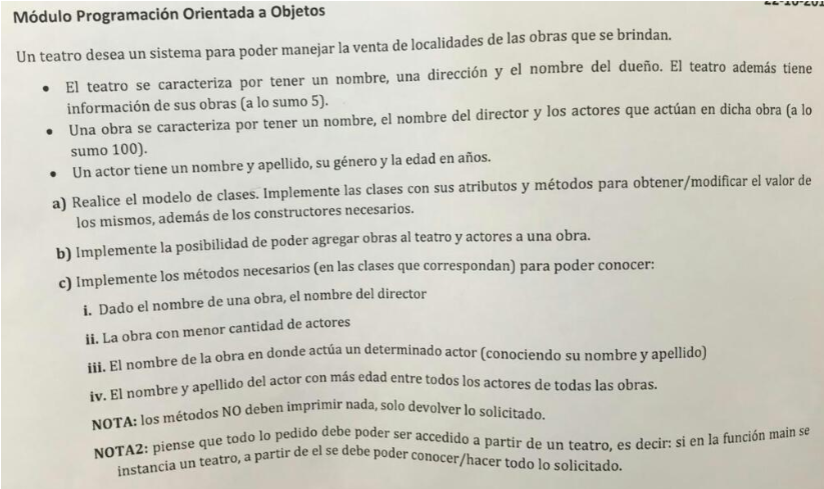 Módulo Programación Orientada a Objetos
Un teatro desea un sistema para poder manejar la venta de localidades de las obras que se brindan.
• El teatro se caracteriza por tener un nombre, una dirección y el nombre del dueño. El teatro además tiene
información de sus obras (a lo sumo 5).
• Una obra se caracteriza por tener un nombre, el nombre del director y los actores que actúan en dicha obra (a lo
sumo 100).
• Un actor tiene un nombre y apellido, su género y la edad en años.
a) Realice el modelo de clases. Implemente las clases con sus atributos y métodos para obtener/modificar el valor de
los mismos, además de los constructores necesarios.
b) Implemente la posibilidad de poder agregar obras al teatro y actores a una obra.
c) Implemente los métodos necesarios (en las clases que correspondan) para poder conocer:
i. Dado el nombre de una obra, el nombre del director
ii. La obra con menor cantidad de actores
iii. El nombre de la obra en donde actúa un determinado actor (conociendo su nombre y apellido)
iv. El nombre y apellido del actor con más edad entre todos los actores de todas las obras.
NOTA: los métodos NO deben imprimir nada, solo devolver lo solicitado.
NOTA2: piense que todo lo pedido debe poder ser accedido a partir de un teatro, es decir: si en la función main se
instancia un teatro, a partir de el se debe poder conocer/hacer todo lo solicitado.